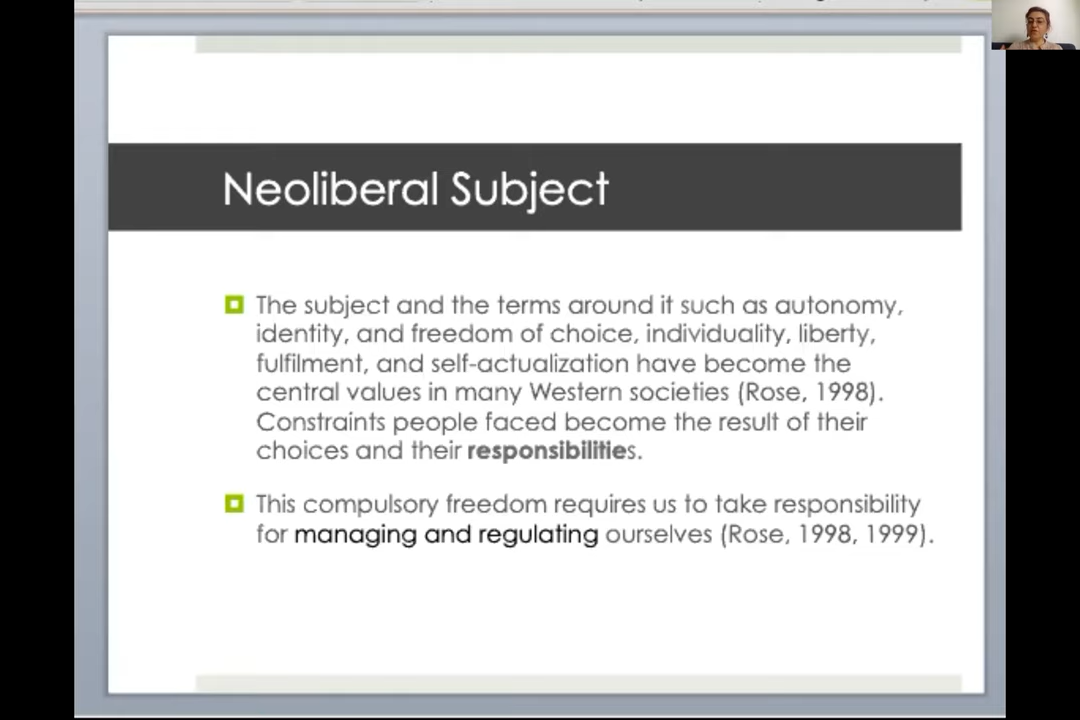 Neoliberal Subject
The subject and the terms around it such as autonomy,
identity, and freedom of choice, individuality, liberty,
fulfilment, and self-actualization have become the
central values in many Western societies (Rose, 1998).
Constraints people faced become the result of their
choices and their responsibilities.
This compulsory freedom requires us to take responsibility
for managing and regulating ourselves (Rose, 1998, 1999).